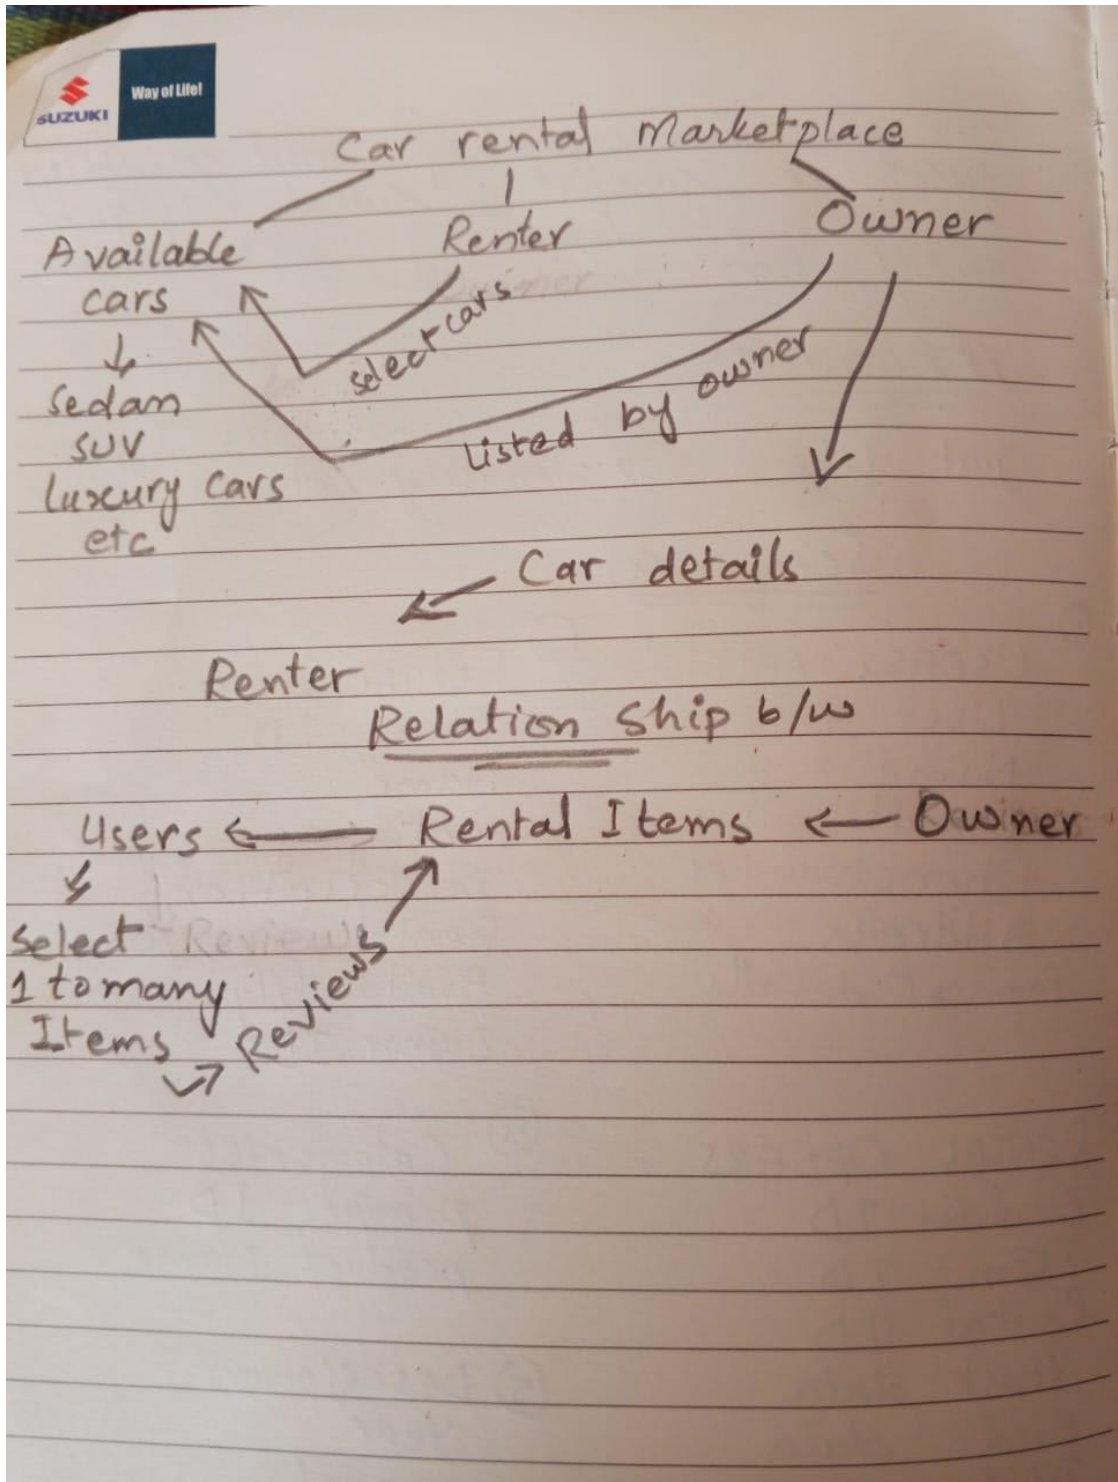 SUZUKI
Way of Life!
Car rental Marketplace
Available
cars
Renter
Owner
select cars
Listed by owner
Sedan
SUV
Luxury Cars
etc
Car details
Renter
Relation Ship b/w
Users
Rental Items
Owner
Select
1 to many
Items
Reviews